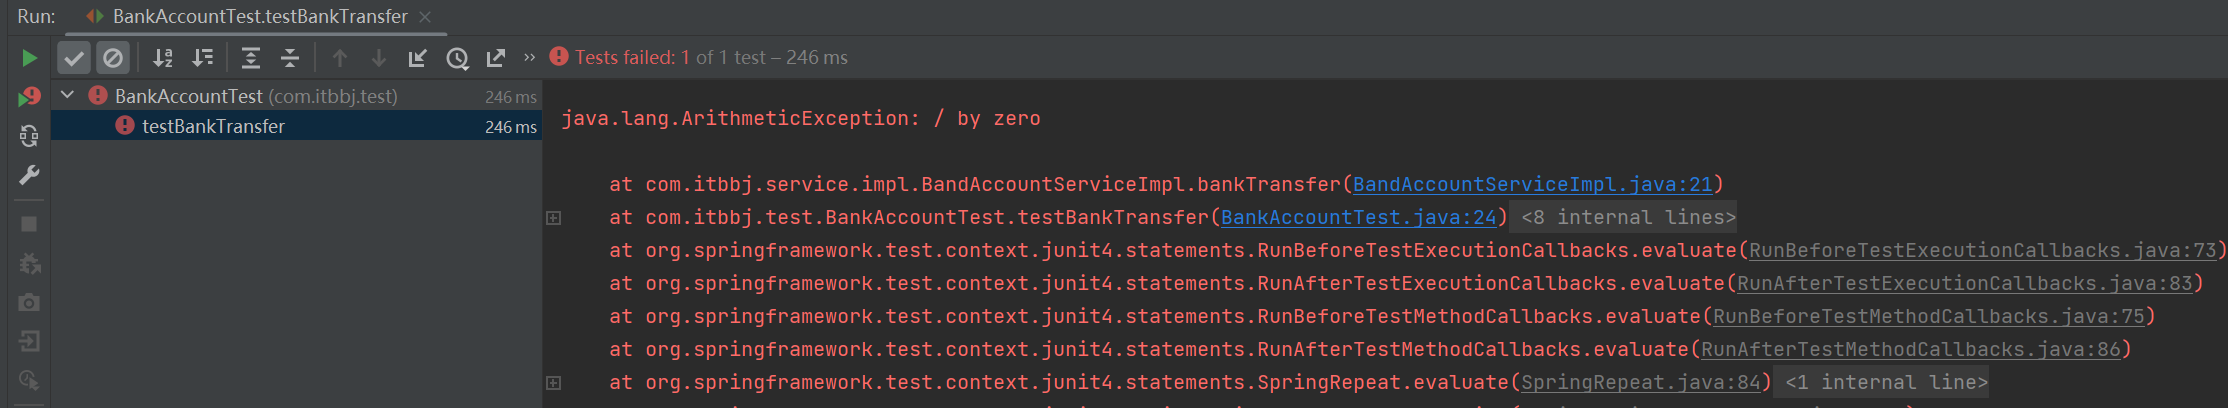 Run: BankAccountTest.testBankTransfer ×
Tests failed: 1 of 1 test – 246 ms
BankAccountTest (com.itbbj.test) 246 ms
testBankTransfer 246 ms
java.lang.ArithmeticException: / by zero
at com.itbbj.service.impl.BandAccountServiceImpl.bankTransfer(BandAccountServiceImpl.java:21)
at com.itbbj.test.BankAccountTest.testBankTransfer(BankAccountTest.java:24) <8 internal lines>
at org.springframework.test.context.junit4.statements.RunBeforeTestExecutionCallbacks.evaluate(RunBeforeTestExecutionCallbacks.java:73)
at org.springframework.test.context.junit4.statements.RunAfterTestExecutionCallbacks.evaluate(RunAfterTestExecutionCallbacks.java:83)
at org.springframework.test.context.junit4.statements.RunBeforeTestMethodCallbacks.evaluate(RunBeforeTestMethodCallbacks.java:75)
at org.springframework.test.context.junit4.statements.RunAfterTestMethodCallbacks.evaluate(RunAfterTestMethodCallbacks.java:86)
at org.springframework.test.context.junit4.statements.SpringRepeat.evaluate(SpringRepeat.java:84) <1 internal line>